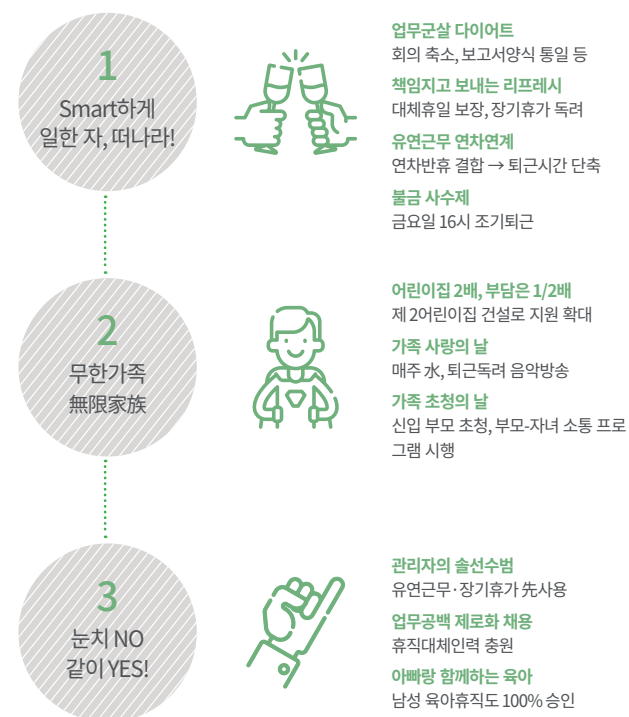 1
Smart하게
일한 자, 떠나라!
업무군살 다이어트
회의 축소, 보고서양식 통일 등
책임지고 보내는 리프레시
대체휴일 보장, 장기휴가 독려
유연근무 연차연계
연차반휴 결합 → 퇴근시간 단축
불금 사수제
금요일 16시 조기퇴근
2
무한가족
無限家族
어린이집 2배, 부담은 1/2배
제 2어린이집 건설로 지원 확대
가족 사랑의 날
매주 水, 퇴근독려 음악방송
가족 초청의 날
신입 부모 초청, 부모-자녀 소통 프로
그램 시행
3
눈치 NO
같이 YES!
관리자의 솔선수범
유연근무·장기휴가 先사용
업무공백 제로화 채용
휴직대체인력 충원
아빠랑 함께하는 육아
남성 육아휴직도 100% 승인